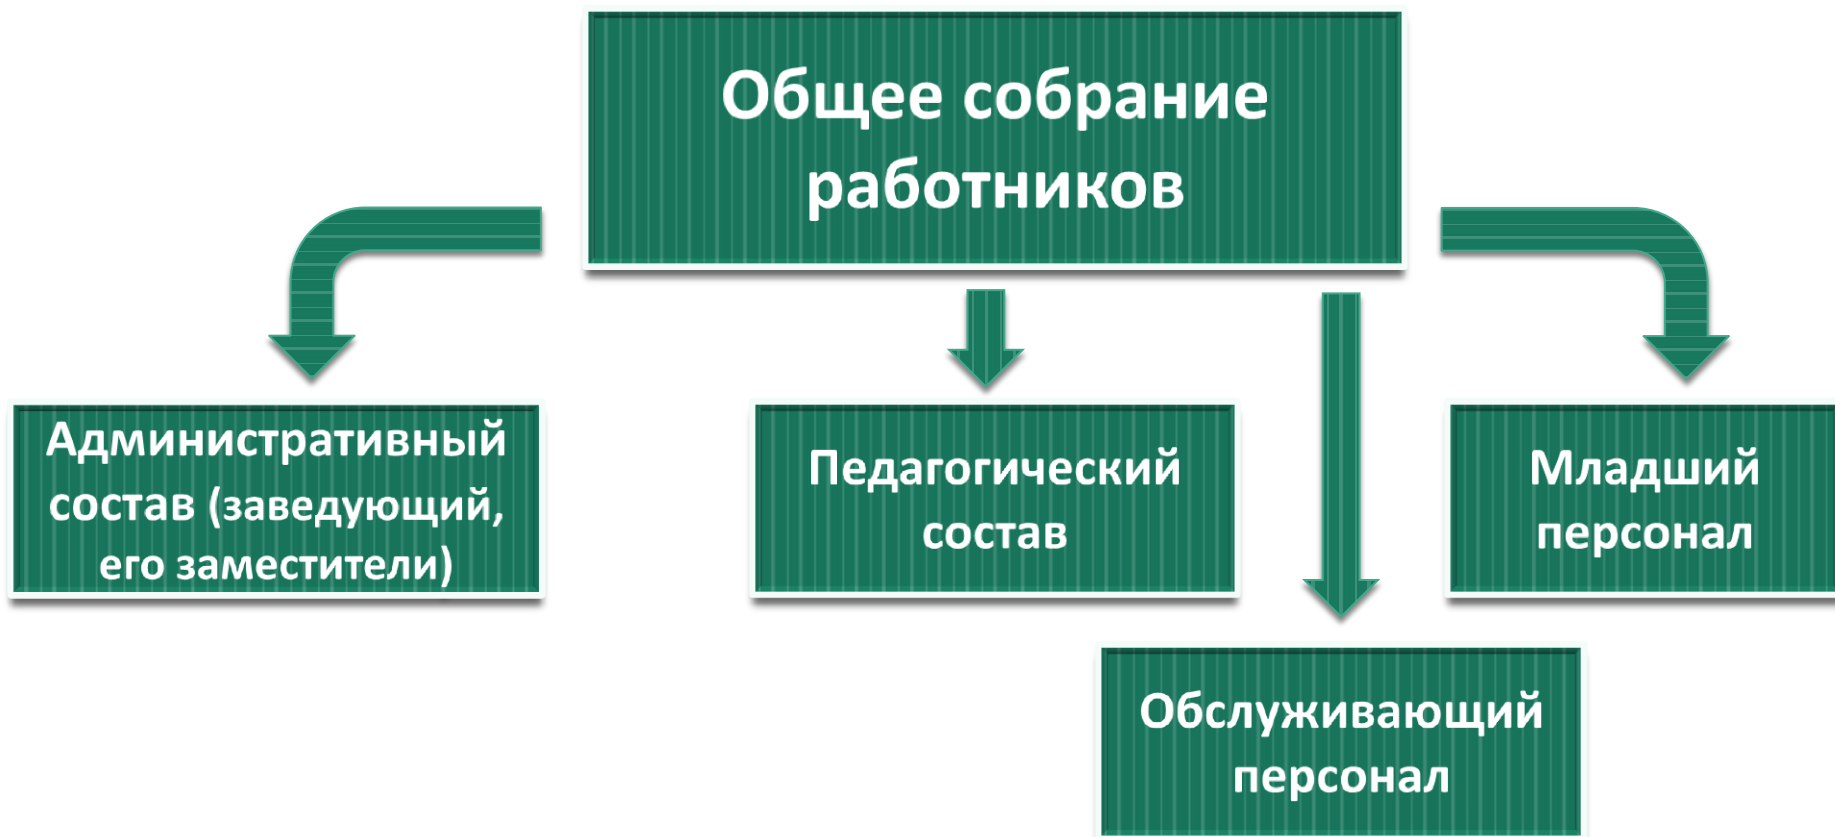 Общее собрание
работников
Административный
состав (заведующий,
его заместители)
Педагогический
состав
Младший
персонал
Обслуживающий
персонал